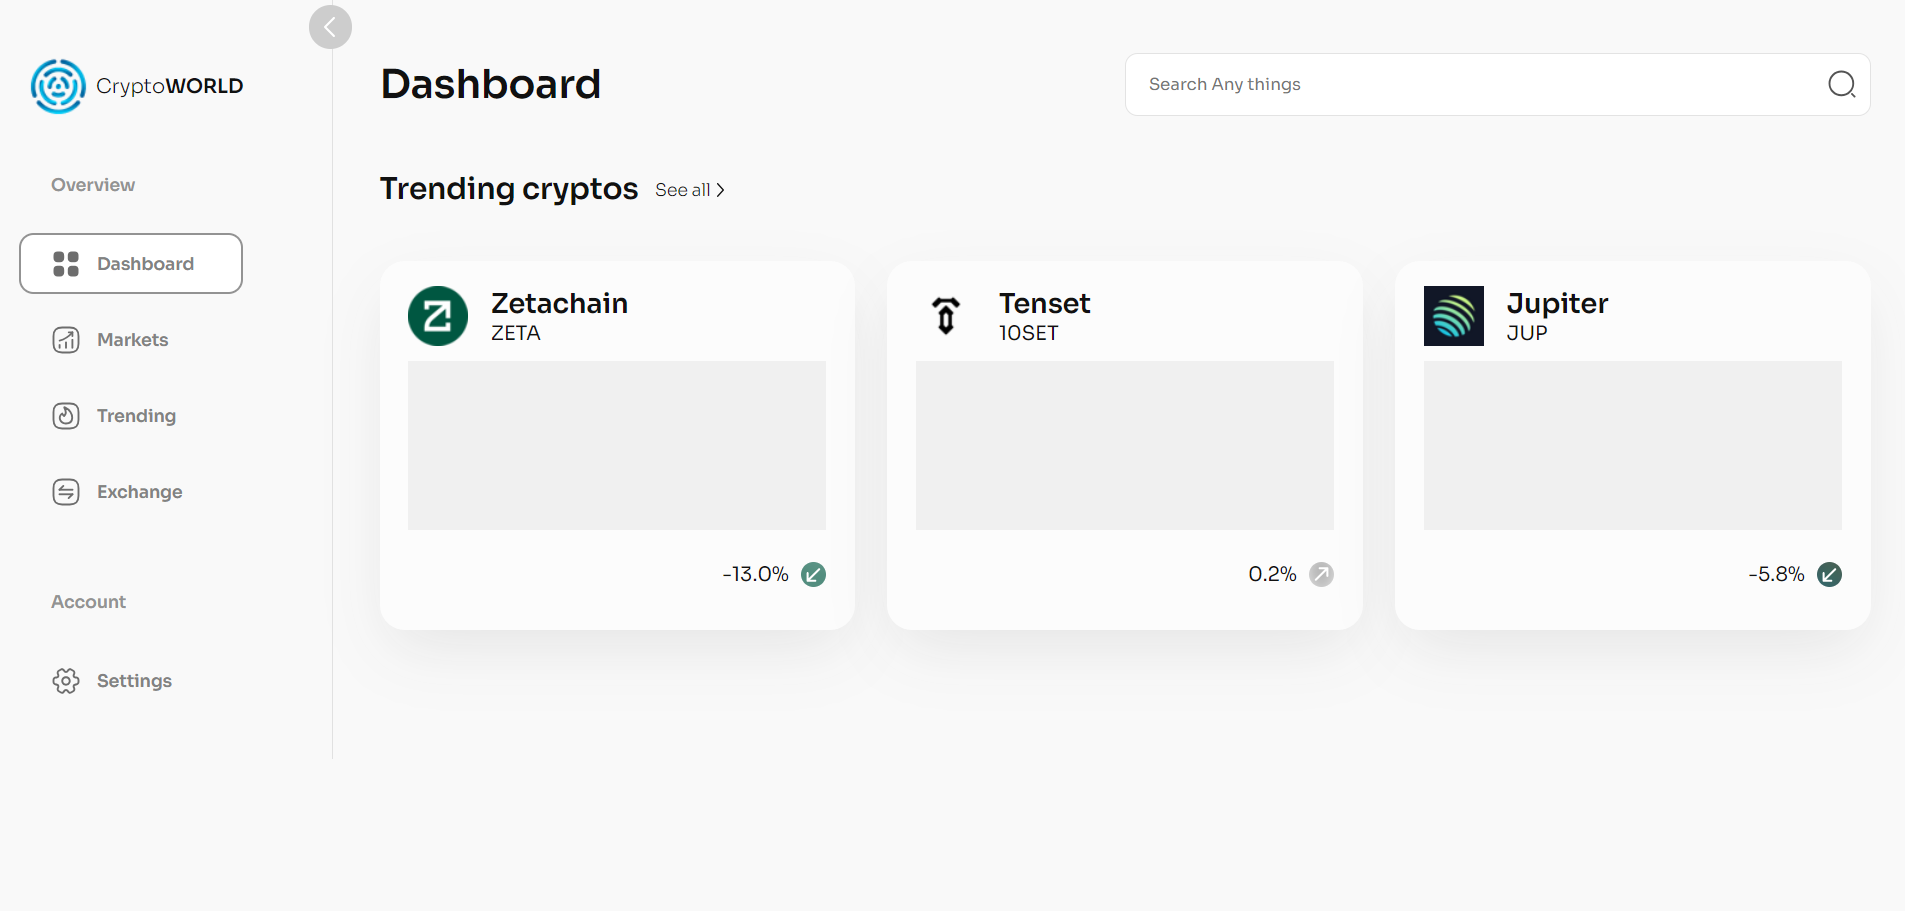 CryptoWORLD
Overview
Dashboard
Markets
Trending
Exchange
Account
Settings
Dashboard
Search Any things
Trending cryptos See all
Zetachain
ZETA
-13.0%
Tenset
10SET
0.2%
Jupiter
JUP
-5.8%